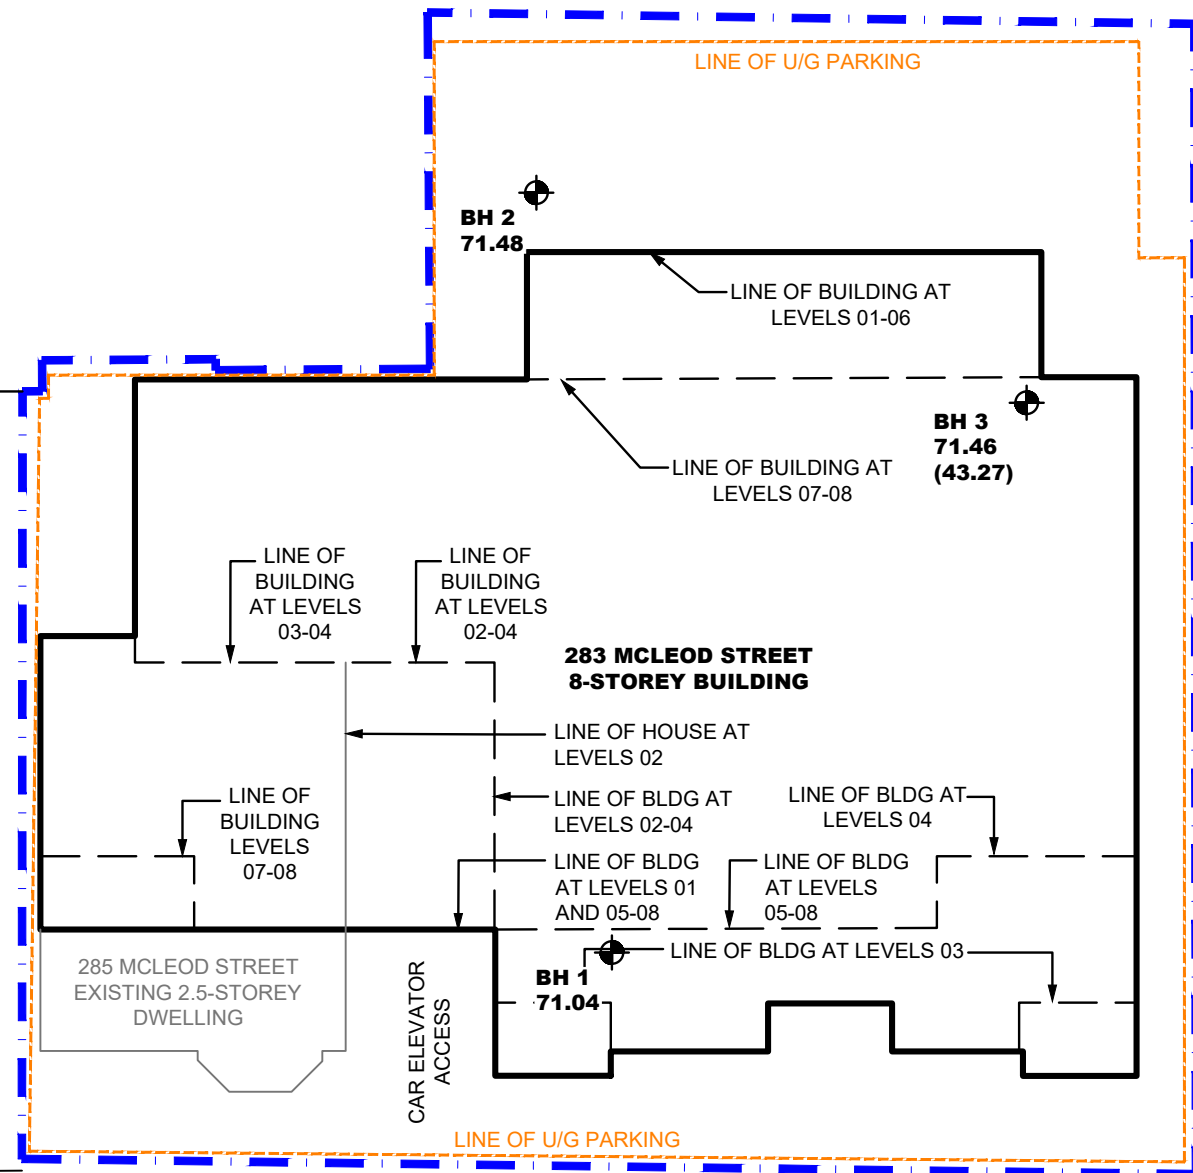 LINE OF U/G PARKING
BH 2
71.48
LINE OF BUILDING AT
LEVELS 01-06
BH 3
71.46
(43.27)
LINE OF BUILDING AT
LEVELS 07-08
LINE OF
BUILDING
AT LEVELS
03-04
LINE OF
BUILDING
AT LEVELS
02-04
283 MCLEOD STREET
8-STOREY BUILDING
LINE OF HOUSE AT
LEVELS 02
LINE OF
BUILDING
LEVELS
07-08
LINE OF BLDG AT
LEVELS 02-04
LINE OF BLDG AT
LEVELS 04
LINE OF BLDG
AT LEVELS 01
AND 05-08
LINE OF BLDG
AT LEVELS
05-08
LINE OF BLDG AT LEVELS 03
BH 1
71.04
285 MCLEOD STREET
EXISTING 2.5-STOREY
DWELLING
CAR ELEVATOR
ACCESS
LINE OF U/G PARKING